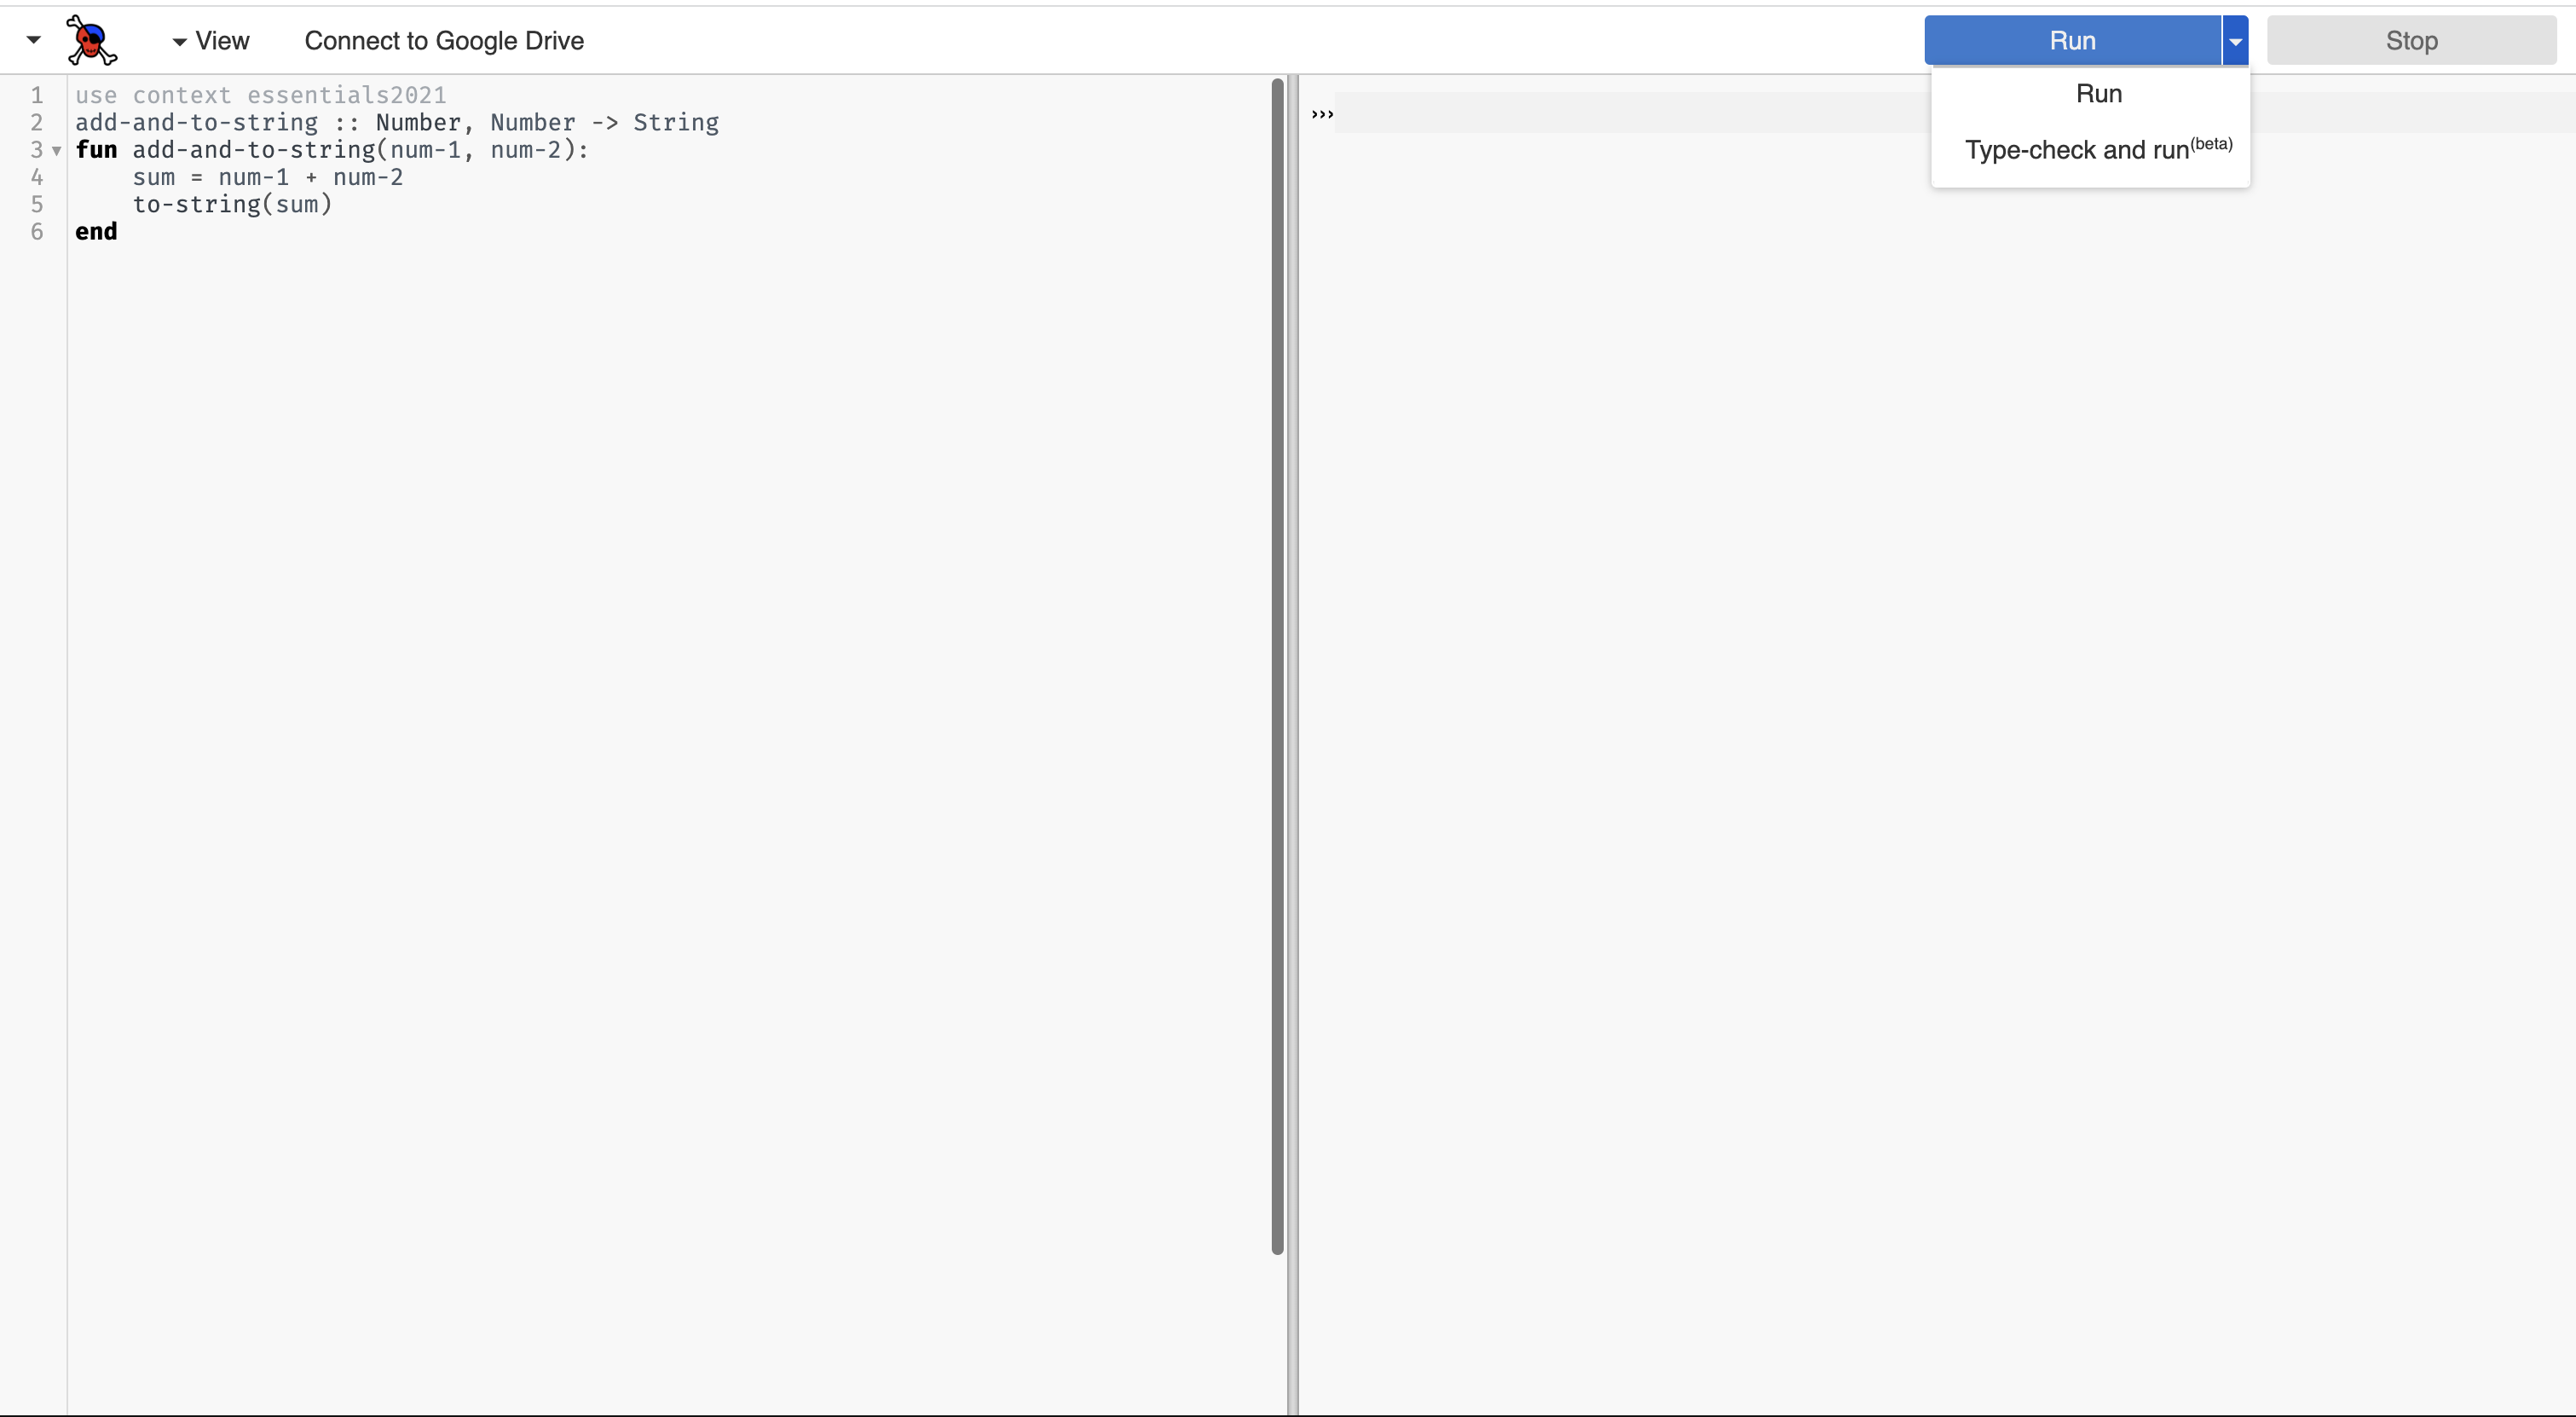 View Connect to Google Drive Run Stop
Run
Type-check and run(beta)
1 use context essentials2021
2 add-and-to-string :: Number, Number -> String
3 fun add-and-to-string(num-1, num-2):
4 sum = num-1 + num-2
5 to-string(sum)
6 end
›››